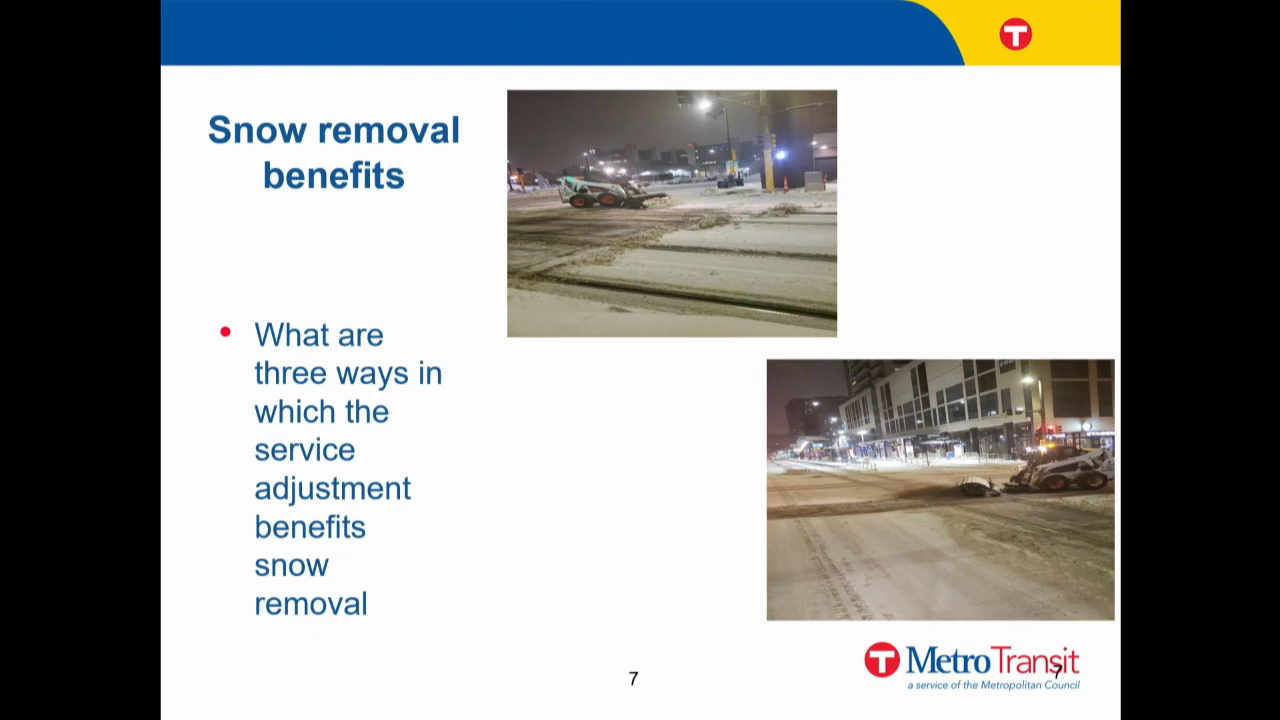 T
Snow removal
benefits
• What are
three ways in
which the
service
adjustment
benefits
snow
removal
T MetroTransit
a service of the Metropolitan Council
7
7